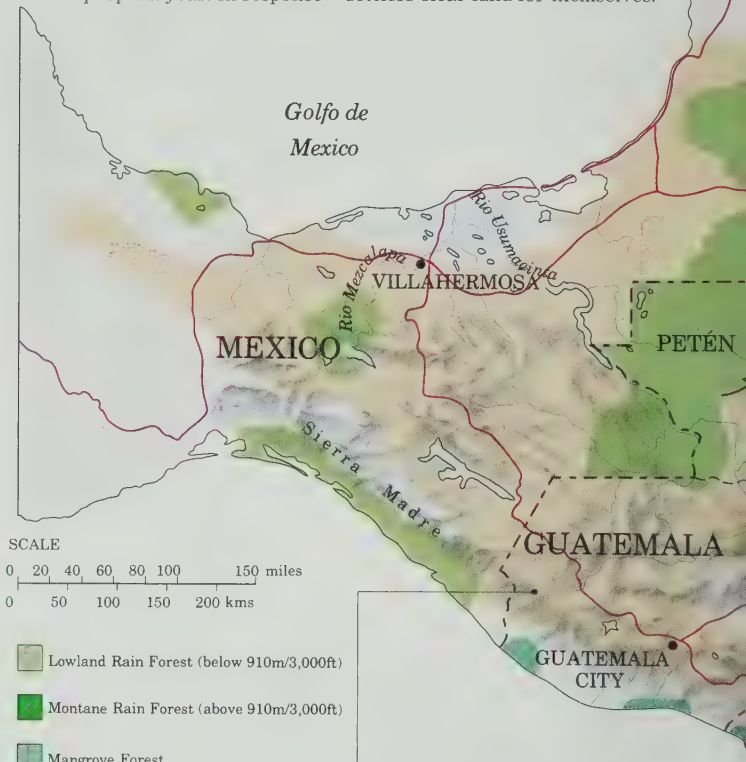 Golfo de
Mexico
Rio Usumacinta
Rio Mezcalapa
VILLAHERMOSA
MEXICO
PETÉN
Sierra Madre
SCALE
0 20 40 60 80 100 150 miles
0 50 100 150 200 kms
GUATEMALA
Lowland Rain Forest (below 910m/3,000ft)
GUATEMALA
CITY
Montane Rain Forest (above 910m/3,000ft)
Mangrove Forest